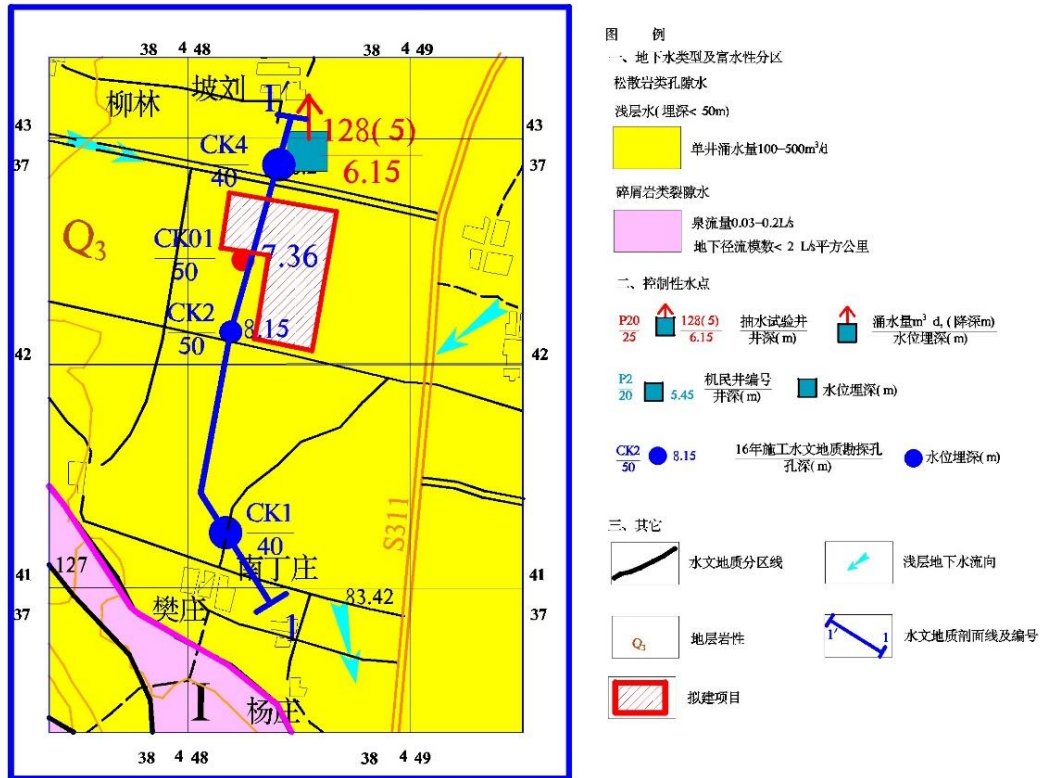 38 4 48 38 4 49
坡刘
柳林
1'
43 43
37 37
128(5)
6.15
CK4
40
Q3
CK01
50
7.36
CK2
50
8.15
42 42
S311
CK1
40
南丁庄
127
41 41
37 37
83.42
樊庄
1
I
杨庄
38 4 48 38 4 49
图 例
一、地下水类型及富水性分区
松散岩类孔隙水
浅层水(埋深<50m)
单井涌水量100-500m³/d
碎屑岩类裂隙水
泉流量0.03-0.2L/s
地下径流模数<2 L/s平方公里
二、控制性水点
P20
25
128(5)
6.15
抽水试验井
井深(m)
涌水量m³ d,(降深m)
水位埋深(m)
P2
20
5.45
机民井编号
井深(m)
水位埋深(m)
CK2
50
8.15
16年施工水文地质勘探孔
孔深(m)
水位埋深(m)
三、其它
水文地质分区线
浅层地下水流向
Q3
地层岩性
1' 1
水文地质剖面线及编号
拟建项目